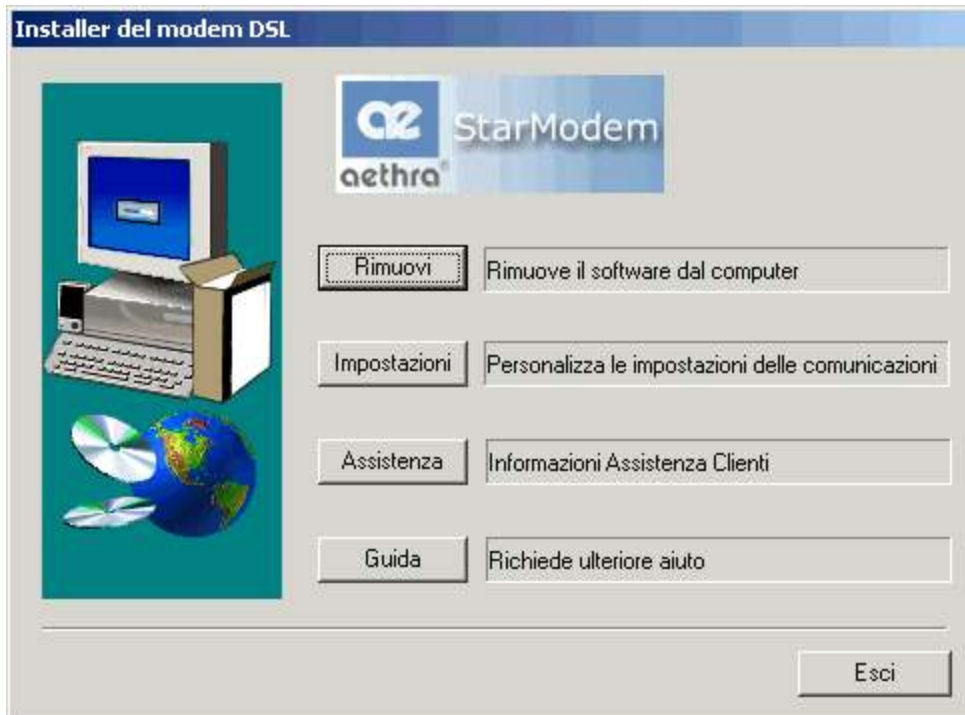 Installer del modem DSL
ae StarModem
aethra®
Rimuovi Rimuove il software dal computer
Impostazioni Personalizza le impostazioni delle comunicazioni
Assistenza Informazioni Assistenza Clienti
Guida Richiede ulteriore aiuto
Esci